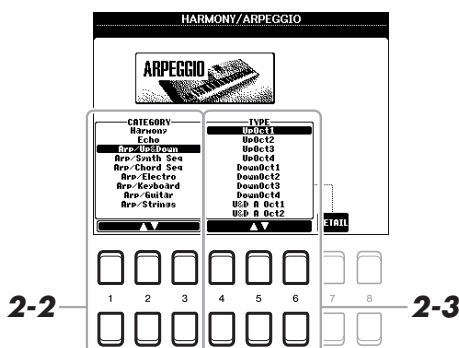 HARMONY/ARPEGGIO
ARPEGGIO
CATEGORY
Harmony
Echo
Arp/Up&Down
Arp/Synth Seq
Arp/Chord Seq
Arp/Electro
Arp/Keyboard
Arp/Guitar
Arp/Strings
▲▼
TYPE
UpOct1
UpOct2
UpOct3
UpOct4
DownOct1
DownOct2
DownOct3
DownOct4
U&D A Oct1
U&D A Oct2
▲▼
ETAIL
1 2 3 4 5 6 7 8
2-2
2-3